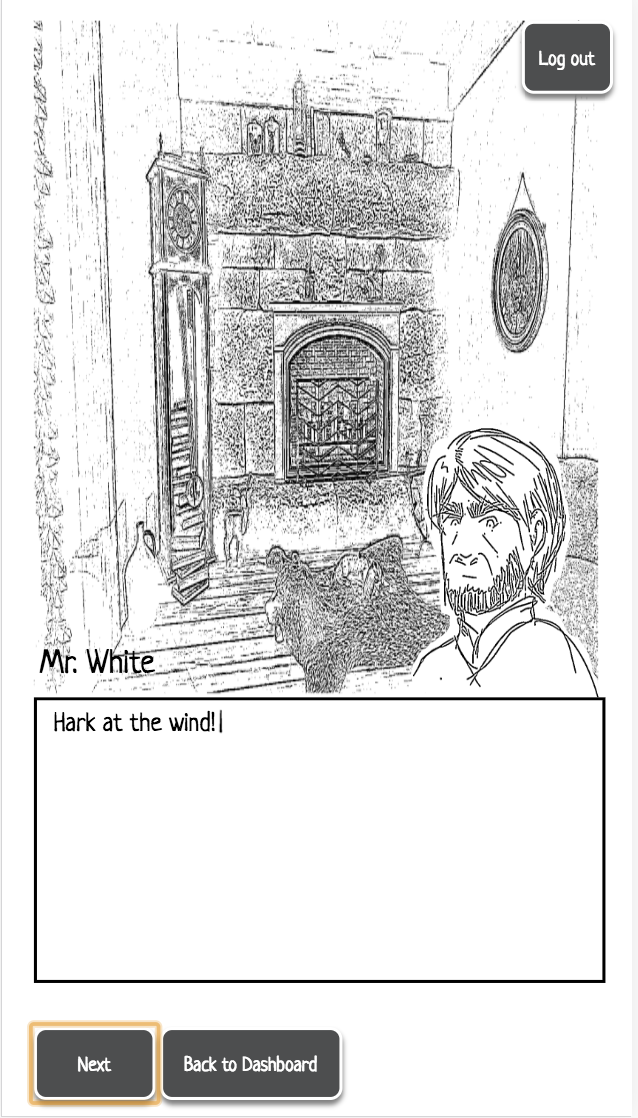 Log out
Mr. White
Hark at the wind!
Next
Back to Dashboard